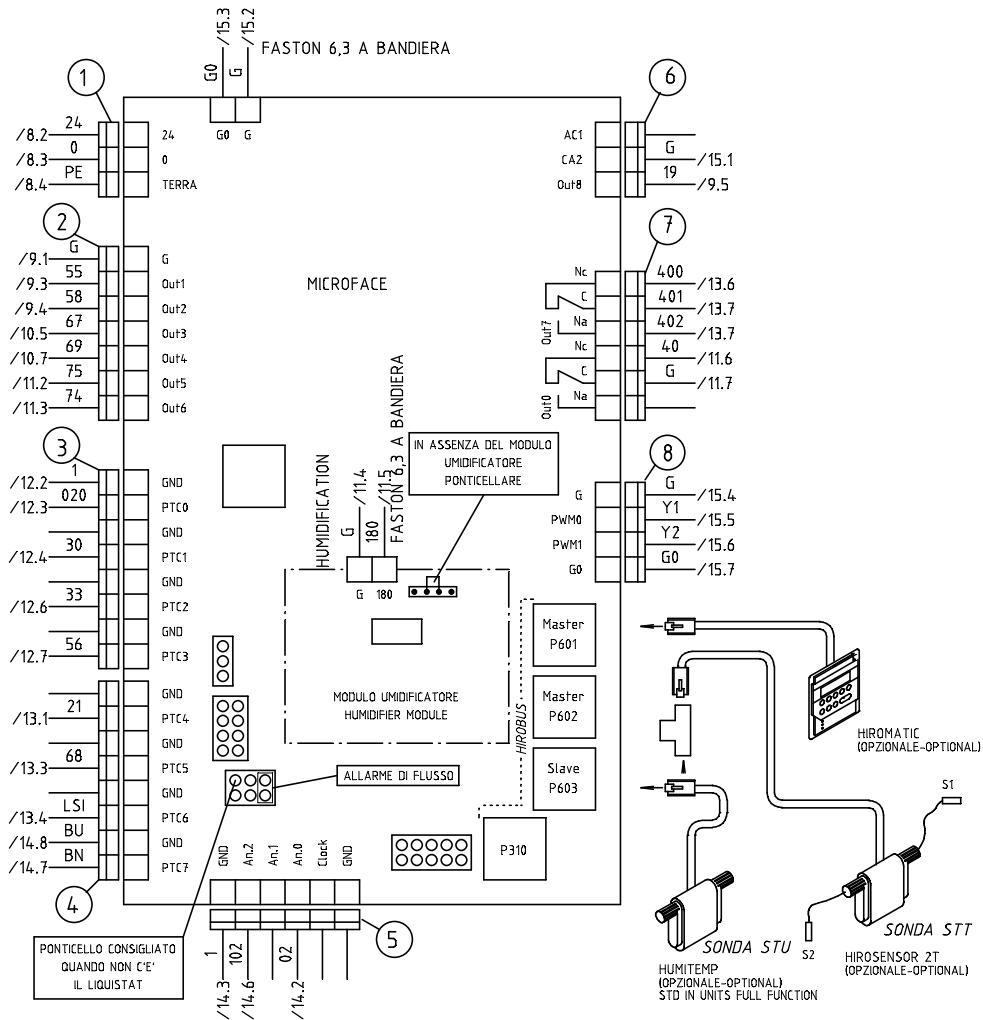 /15.3
/15.2
G0
G
FASTON 6,3 A BANDIERA
G0
G
1
24
/8.2
24
0
/8.3
0
PE
/8.4
TERRA
2
G
/9.1
G
55
/9.3
Out1
58
/9.4
Out2
67
/10.5
Out3
69
/10.7
Out4
75
/11.2
Out5
74
/11.3
Out6
3
1
/12.2
GND
020
/12.3
PTC0
GND
30
/12.4
PTC1
GND
33
/12.6
PTC2
GND
56
/12.7
PTC3
GND
21
/13.1
PTC4
GND
68
/13.3
PTC5
GND
LSI
/13.4
PTC6
BU
/14.8
GND
BN
/14.7
PTC7
4
MICROFACE
6
AC1
CA2
G
/15.1
Out8
19
/9.5
7
Nc
400
/13.6
C
401
/13.7
Na
402
/13.7
Out7
Nc
40
/11.6
C
G
/11.7
Na
Out0
8
G
G
/15.4
PWM0
Y1
/15.5
PWM1
Y2
/15.6
G0
G0
/15.7
HUMIDIFICATION
G
/11.4
180
/11.5
FASTON 6,3 A BANDIERA
IN ASSENZA DEL MODULO
UMIDIFICATORE
PONTICELLARE
G
180
MODULO UMIDIFICATORE
HUMIDIFIER MODULE
HIROBUS
Master
P601
Master
P602
Slave
P603
P310
ALLARME DI FLUSSO
GND
An.2
An.1
An.0
Clock
GND
5
1
/14.3
102
/14.6
02
/14.2
PONTICELLO CONSIGLIATO
QUANDO NON C'E'
IL LIQUISTAT
HIROMATIC
(OPZIONALE-OPTIONAL)
S1
S2
SONDA STU
HUMITEMP
(OPZIONALE-OPTIONAL)
STD IN UNITS FULL FUNCTION
SONDA STT
HIROSENSOR 2T
(OPZIONALE-OPTIONAL)